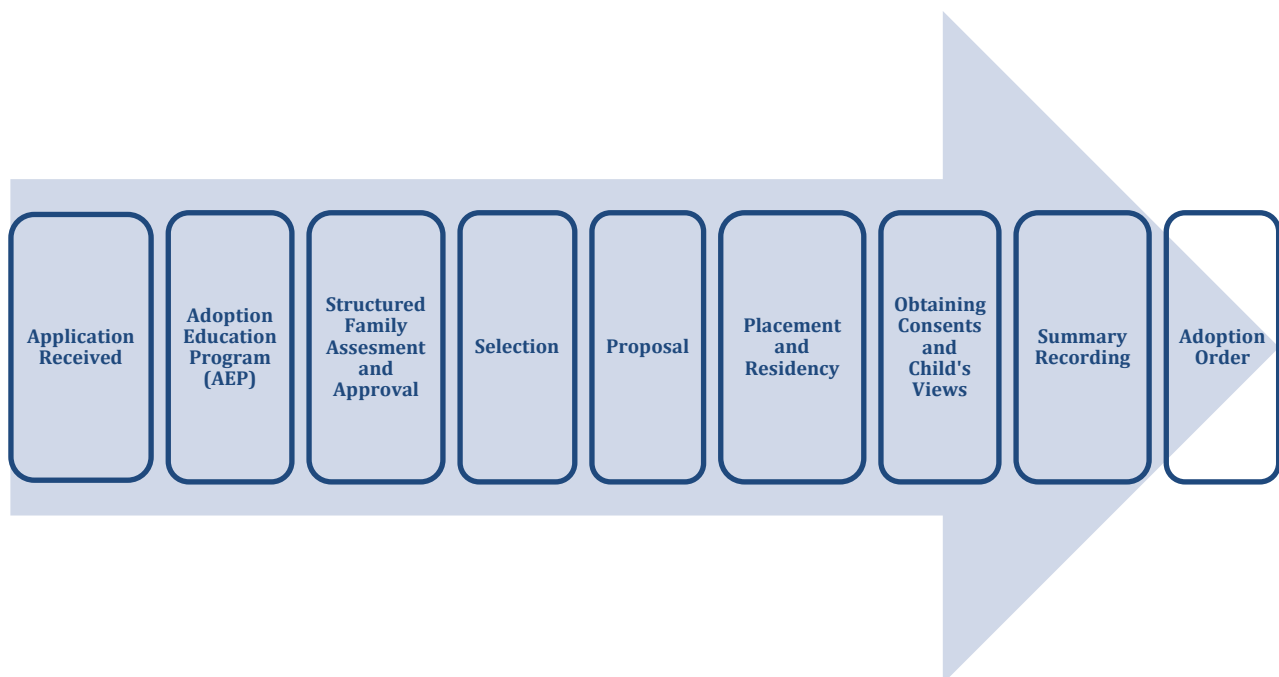 Application
Received
Adoption
Education
Program
(AEP)
Structured
Family
Assesment
and
Approval
Selection
Proposal
Placement
and
Residency
Obtaining
Consents
and
Child's
Views
Summary
Recording
Adoption
Order